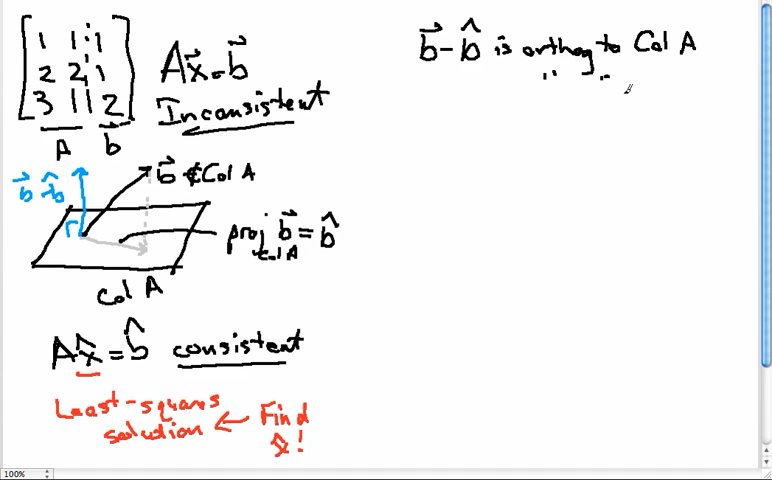 1 1 1
2 2 1
3 1 2
A b
Ax = b
Inconsistent
b ∉ Col A
b - b̂
proj b = b̂
Col A
Col A
Ax̂ = b̂ consistent
Least-squares
solution
← Find
x̂!
b - b̂ is orthog to Col A
" "
100%